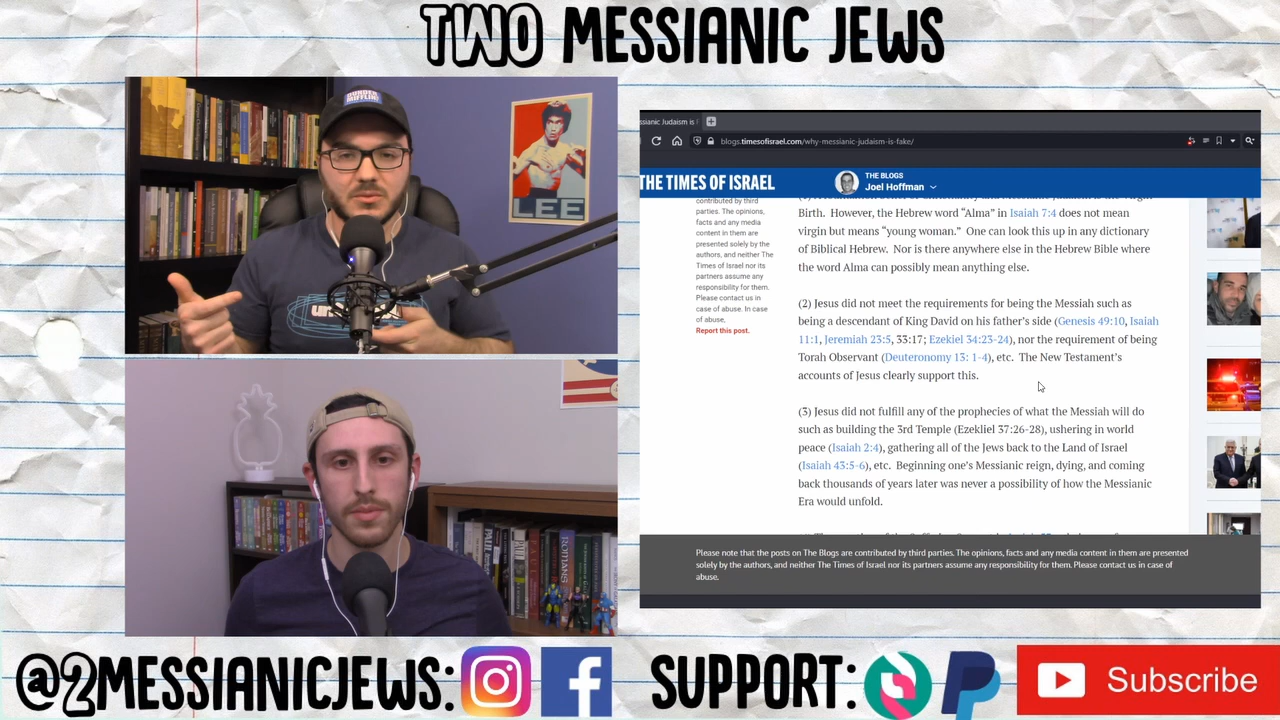 TWO MESSIANIC JEWS
DUNDER
MIFFLIN
LEE
ROMANS
PAUL
ssianic Judaism is
blogs.timesofisrael.com/why-messianic-judaism-is-fake/
THE TIMES OF ISRAEL
THE BLOGS
Joel Hoffman
contributed by third
parties. The opinions,
facts and any media
content in them are
presented solely by the
authors, and neither The
Times of Israel nor its
partners assume any
responsibility for them.
Please contact us in
case of abuse. In case
of abuse,
Report this post.
Birth. However, the Hebrew word “Alma” in Isaiah 7:4 does not mean
virgin but means “young woman.” One can look this up in any dictionary
of Biblical Hebrew. Nor is there anywhere else in the Hebrew Bible where
the word Alma can possibly mean anything else.
(2) Jesus did not meet the requirements for being the Messiah such as
being a descendant of King David on his father’s side (Genesis 49:10, Isaiah
11:1, Jeremiah 23:5, 33:17; Ezekiel 34:23-24), nor the requirement of being
Torah Observant (Deuteronomy 13: 1-4), etc. The New Testament’s
accounts of Jesus clearly support this.
(3) Jesus did not fulfill any of the prophecies of what the Messiah will do
such as building the 3rd Temple (Ezekliel 37:26-28), ushering in world
peace (Isaiah 2:4), gathering all of the Jews back to the Land of Israel
(Isaiah 43:5-6), etc. Beginning one’s Messianic reign, dying, and coming
back thousands of years later was never a possibility of how the Messianic
Era would unfold.
Please note that the posts on The Blogs are contributed by third parties. The opinions, facts and any media content in them are presented
solely by the authors, and neither The Times of Israel nor its partners assume any responsibility for them. Please contact us in case of
abuse.
@2MESSIANICJEWS:
SUPPORT:
Subscribe